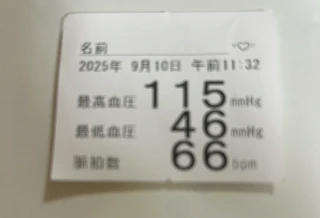 名前
2025年 9月10日 午前11:32
最高血圧 115 mmHg
最低血圧 46 mmHg
脈拍数 66 bpm